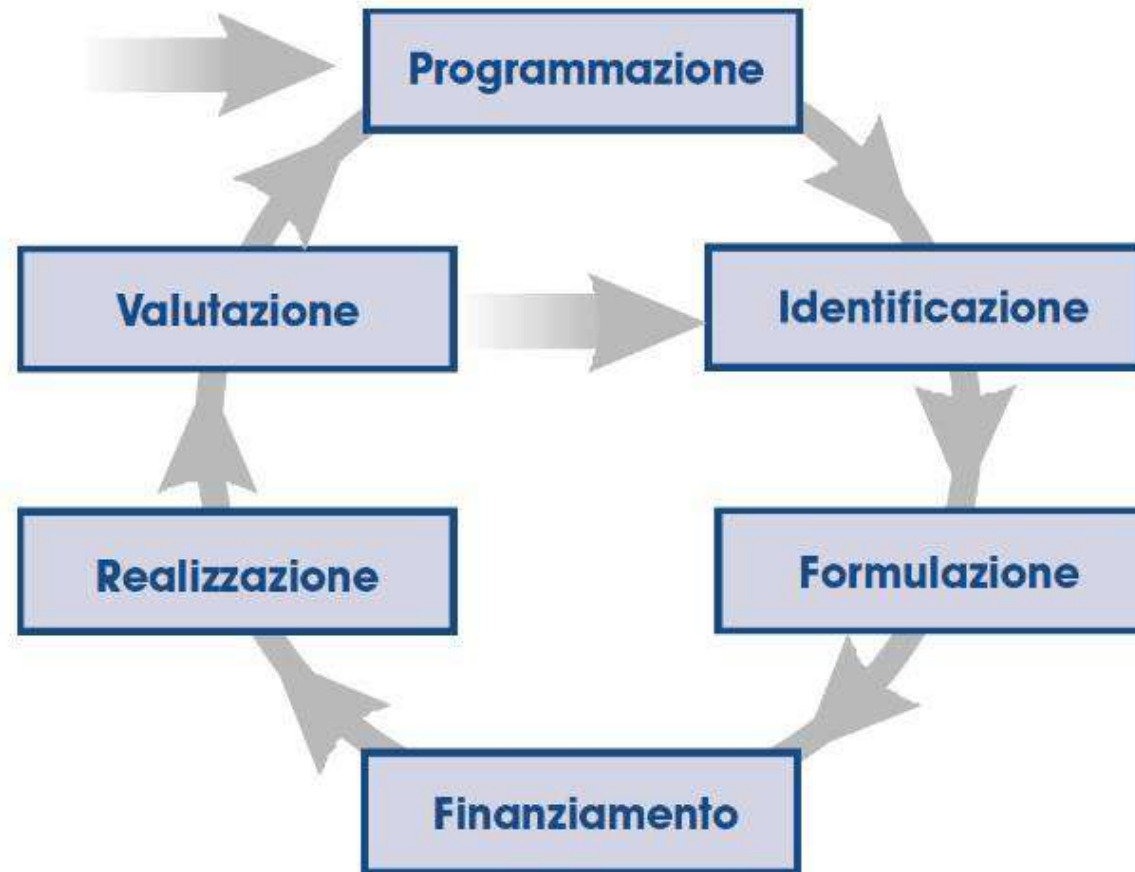 Programmazione
Valutazione
Identificazione
Realizzazione
Formulazione
Finanziamento